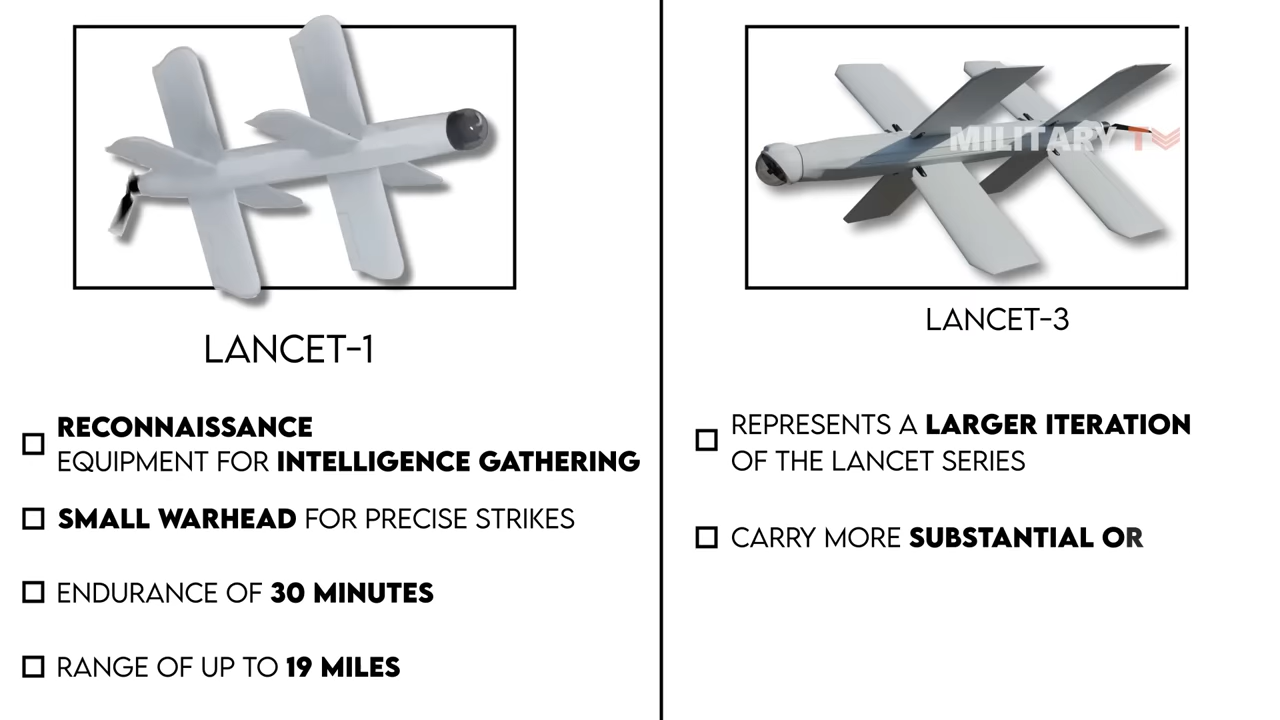 MILITARY TV
LANCET-1
RECONNAISSANCE
EQUIPMENT FOR INTELLIGENCE GATHERING
SMALL WARHEAD FOR PRECISE STRIKES
ENDURANCE OF 30 MINUTES
RANGE OF UP TO 19 MILES
LANCET-3
REPRESENTS A LARGER ITERATION
OF THE LANCET SERIES
CARRY MORE SUBSTANTIAL OR